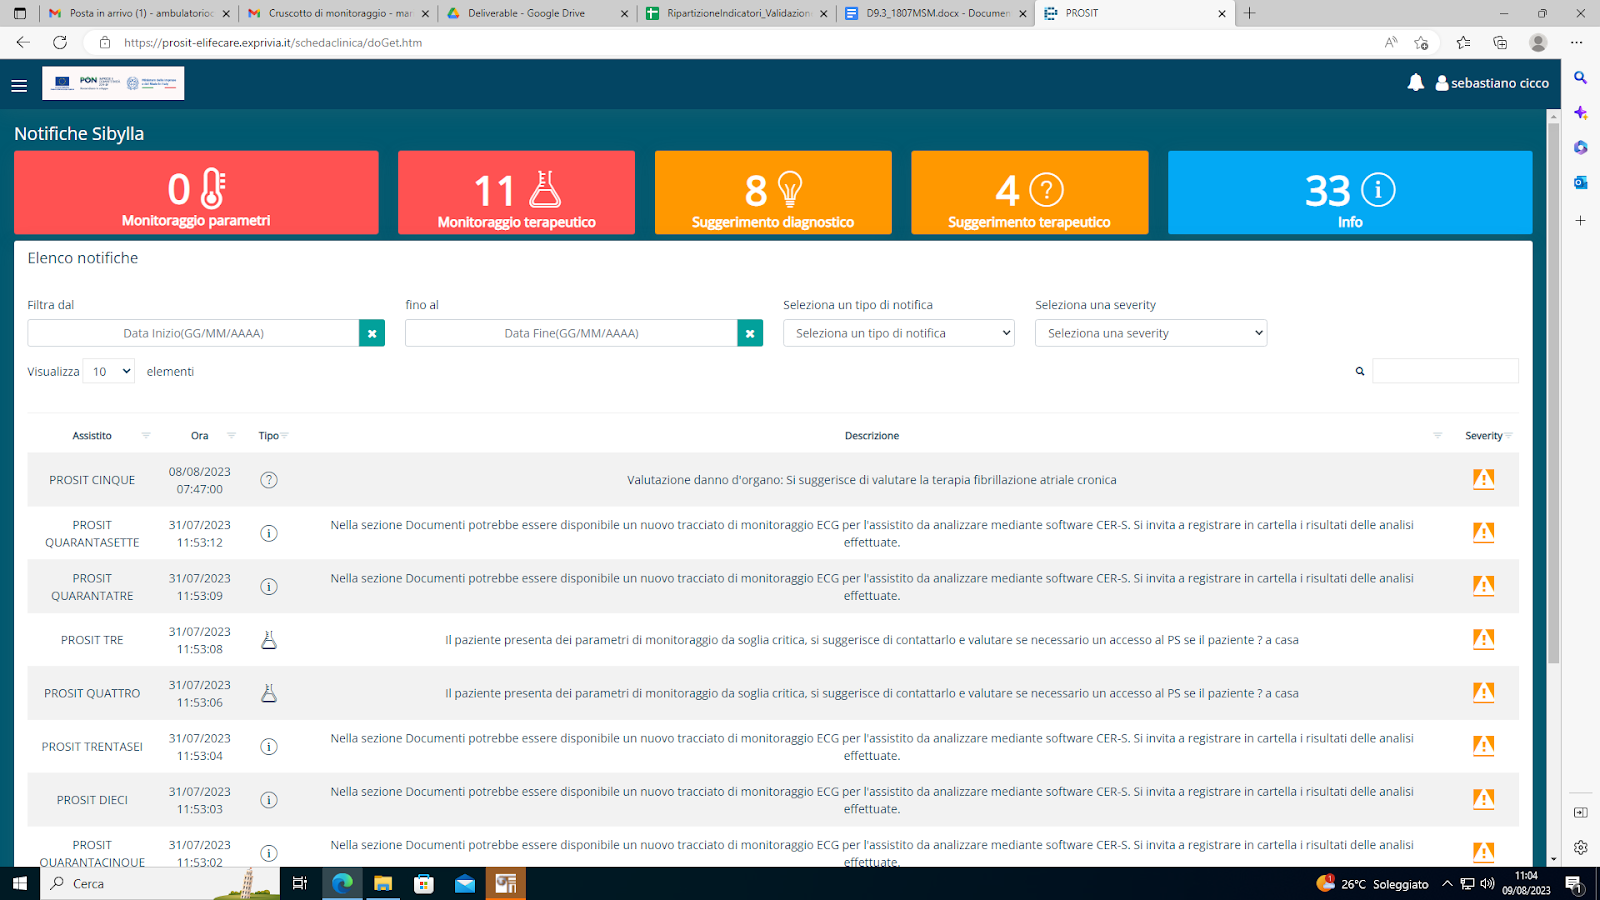 Posta in arrivo (1) - ambulatorioc
Cruscotto di monitoraggio - mar
Deliverable - Google Drive
RipartizioneIndicatori_Validazion
D9.3_1807MSM.docx - Documen
PROSIT
https://prosit-elifecare.exprivia.it/schedaclinica/doGet.htm
PON
sebastiano cicco
Notifiche Sibylla
0
Monitoraggio parametri
11
Monitoraggio terapeutico
8
Suggerimento diagnostico
4
Suggerimento terapeutico
33
Info
Elenco notifiche
Filtra dal
fino al
Seleziona un tipo di notifica
Seleziona una severity
Data Inizio(GG/MM/AAAA)
Data Fine(GG/MM/AAAA)
Seleziona un tipo di notifica
Seleziona una severity
Visualizza 10 elementi
Assistito Ora Tipo Descrizione Severity
PROSIT CINQUE
08/08/2023
07:47:00
Valutazione danno d'organo: Si suggerisce di valutare la terapia fibrillazione atriale cronica
PROSIT
QUARANTASETTE
31/07/2023
11:53:12
Nella sezione Documenti potrebbe essere disponibile un nuovo tracciato di monitoraggio ECG per l'assistito da analizzare mediante software CER-S. Si invita a registrare in cartella i risultati delle analisi
effettuate.
PROSIT
QUARANTATRE
31/07/2023
11:53:09
Nella sezione Documenti potrebbe essere disponibile un nuovo tracciato di monitoraggio ECG per l'assistito da analizzare mediante software CER-S. Si invita a registrare in cartella i risultati delle analisi
effettuate.
PROSIT TRE
31/07/2023
11:53:08
Il paziente presenta dei parametri di monitoraggio da soglia critica, si suggerisce di contattarlo e valutare se necessario un accesso al PS se il paziente ? a casa
PROSIT QUATTRO
31/07/2023
11:53:06
Il paziente presenta dei parametri di monitoraggio da soglia critica, si suggerisce di contattarlo e valutare se necessario un accesso al PS se il paziente ? a casa
PROSIT TRENTASEI
31/07/2023
11:53:04
Nella sezione Documenti potrebbe essere disponibile un nuovo tracciato di monitoraggio ECG per l'assistito da analizzare mediante software CER-S. Si invita a registrare in cartella i risultati delle analisi
effettuate.
PROSIT DIECI
31/07/2023
11:53:03
Nella sezione Documenti potrebbe essere disponibile un nuovo tracciato di monitoraggio ECG per l'assistito da analizzare mediante software CER-S. Si invita a registrare in cartella i risultati delle analisi
effettuate.
PROSIT
QUARANTACINQUE
31/07/2023
11:53:02
Nella sezione Documenti potrebbe essere disponibile un nuovo tracciato di monitoraggio ECG per l'assistito da analizzare mediante software CER-S. Si invita a registrare in cartella i risultati delle analisi
effettuate.
Cerca
26°C Soleggiato
11:04
09/08/2023
1